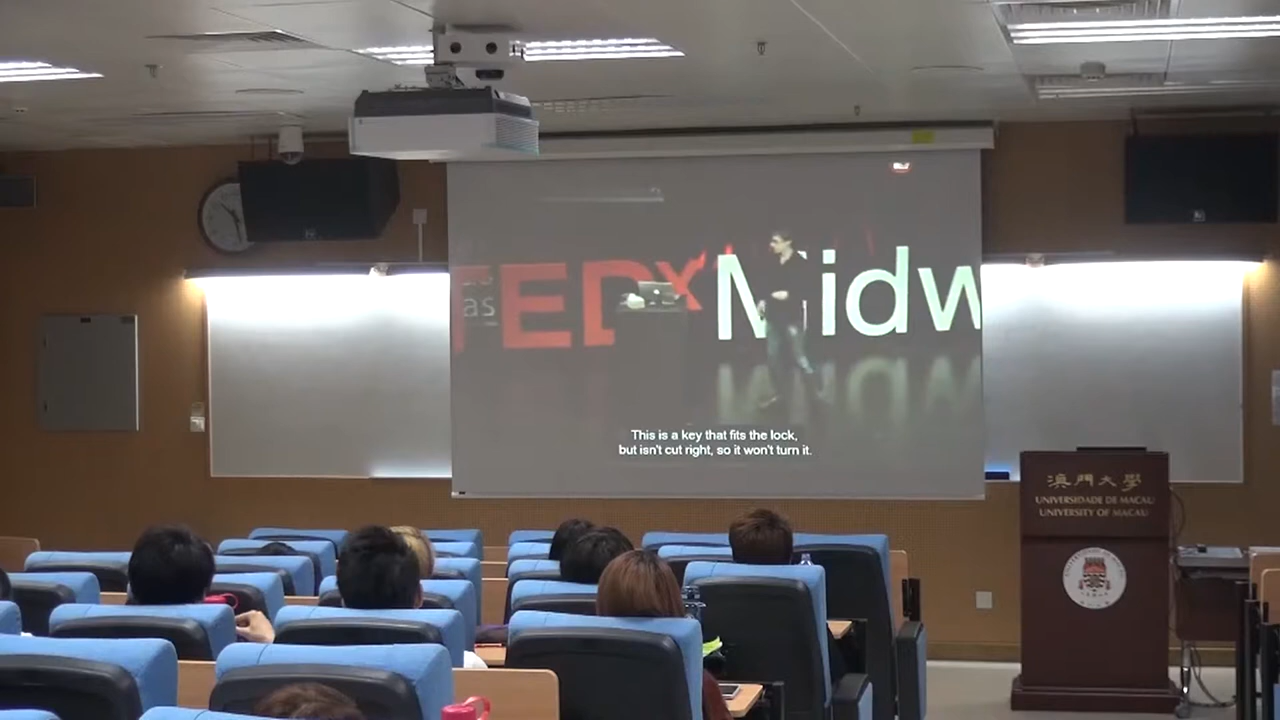 TEDx Midw
as
This is a key that fits the lock,
but isn't cut right, so it won't turn it.
澳門大學
UNIVERSIDADE DE MACAU
UNIVERSITY OF MACAU